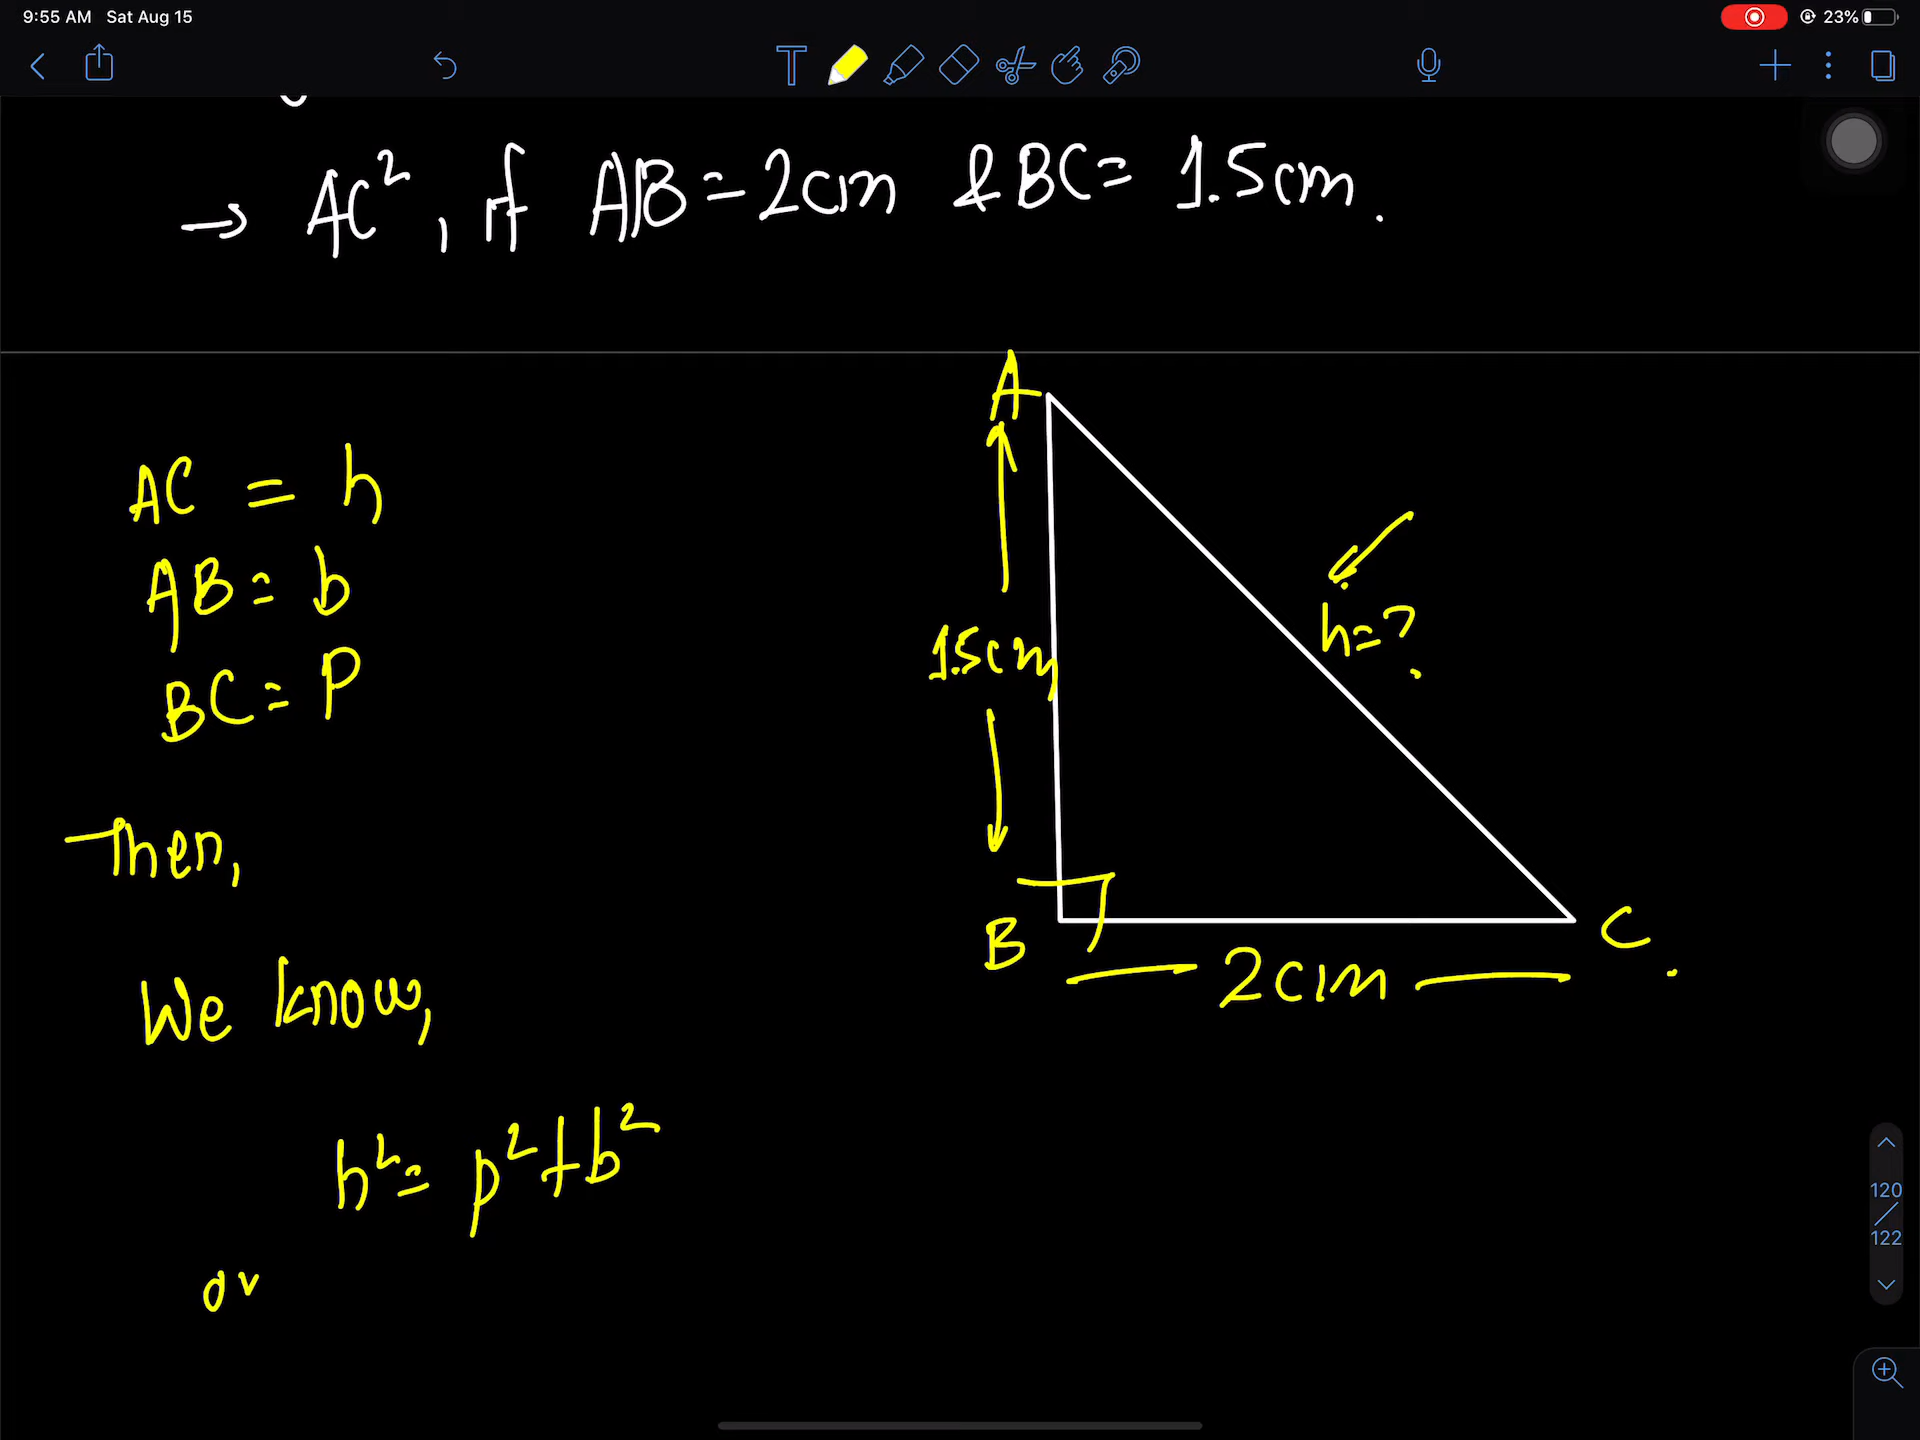 9:55 AM Sat Aug 15
23%
T
→ AC², if AB = 2cm & BC = 1.5cm.
A
AC = h
AB = b
h = ?
1.5cm
BC = P
Then,
B
C
2cm
We know,
h² = p² + b²
or
120
/
122